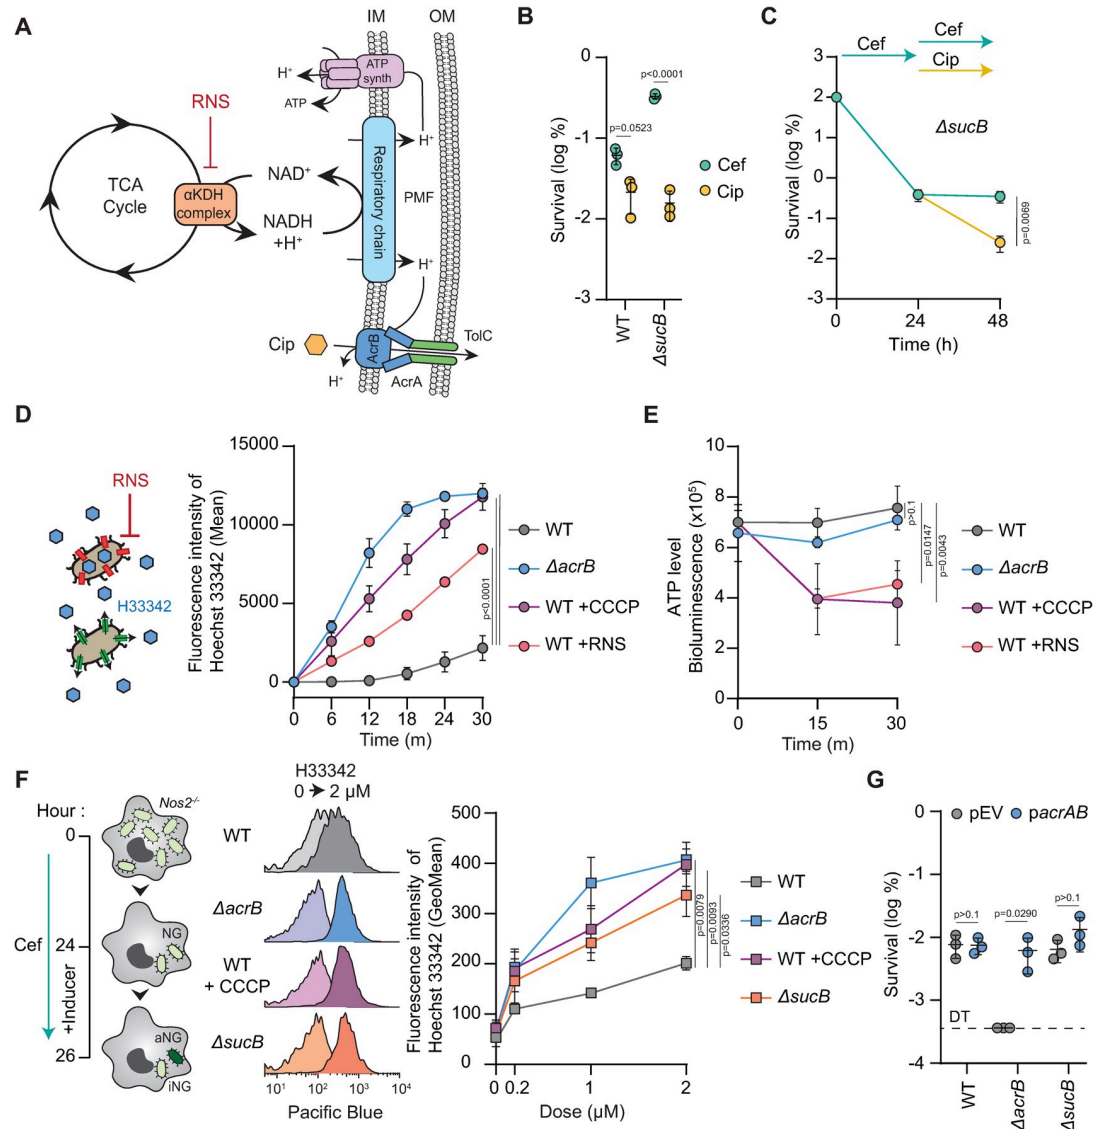 A
IM
OM
H⁺
ATP
synth
ATP
RNS
H⁺
TCA
Cycle
αKDH
complex
NAD⁺
NADH
+H⁺
Respiratory chain
PMF
H⁺
Cip
AcrB
TolC
H⁺
AcrA
B
Survival (log %)
0
-1
-2
-3
p<0.0001
p=0.0523
Cef
Cip
WT
ΔsucB
C
Cef
Cef
Cip
Survival (log %)
3
2
-1
0
-1
-2
-3
ΔsucB
p=0.0069
0
24
48
Time (h)
D
RNS
H33342
Fluorescence intensity of
Hoechst 33342 (Mean)
15000
10000
5000
0
0
6
12
18
24
30
Time (m)
p<0.0001
WT
ΔacrB
WT +CCCP
WT +RNS
E
ATP level
Bioluminescence (x10⁵)
10
8
6
4
2
0
0
15
30
Time (m)
p>0.1
p=0.0147
p=0.0043
WT
ΔacrB
WT +CCCP
WT +RNS
F
Hour :
0
24
26
Cef
+Inducer
Nos2⁻/⁻
NG
aNG
iNG
H33342
0 ➔ 2 μM
WT
ΔacrB
WT
+ CCCP
ΔsucB
10¹
10²
10³
10⁴
Pacific Blue
Fluorescence intensity of
Hoechst 33342 (GeoMean)
500
400
300
200
100
0
0
0.2
1
2
Dose (μM)
p=0.0079
p=0.0093
p=0.0336
WT
ΔacrB
WT +CCCP
ΔsucB
G
pEV
pacrAB
Survival (log %)
0
-1
-2
-3
-4
p>0.1
p=0.0290
p>0.1
DT
WT
ΔacrB
ΔsucB